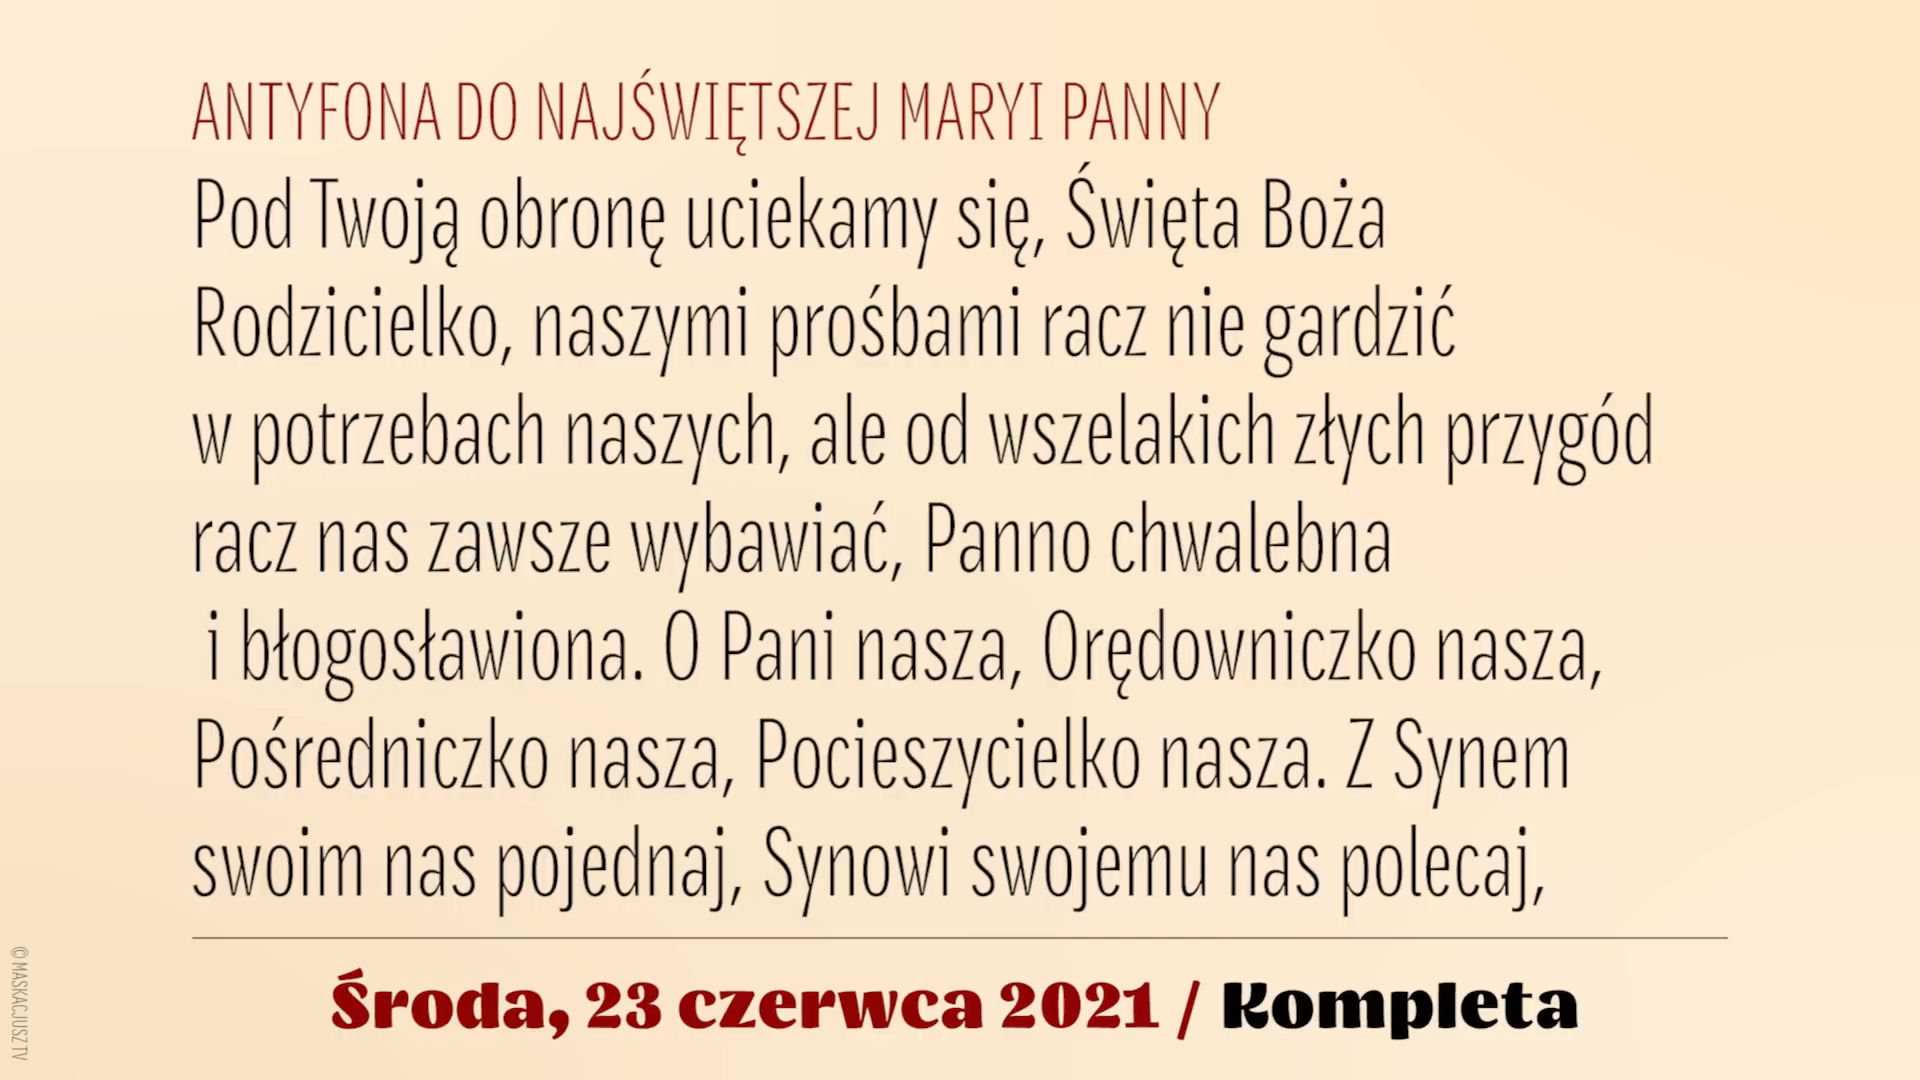 ANTYFONA DO NAJŚWIĘTSZEJ MARYI PANNY
Pod Twoją obronę uciekamy się, Święta Boża
Rodzicielko, naszymi prośbami racz nie gardzić
w potrzebach naszych, ale od wszelakich złych przygód
racz nas zawsze wybawiać, Panno chwalebna
i błogosławiona. O Pani nasza, Orędowniczko nasza,
Pośredniczko nasza, Pocieszycielko nasza. Z Synem
swoim nas pojednaj, Synowi swojemu nas polecaj,
Środa, 23 czerwca 2021 / Kompleta
© MASKACJUSZ TV